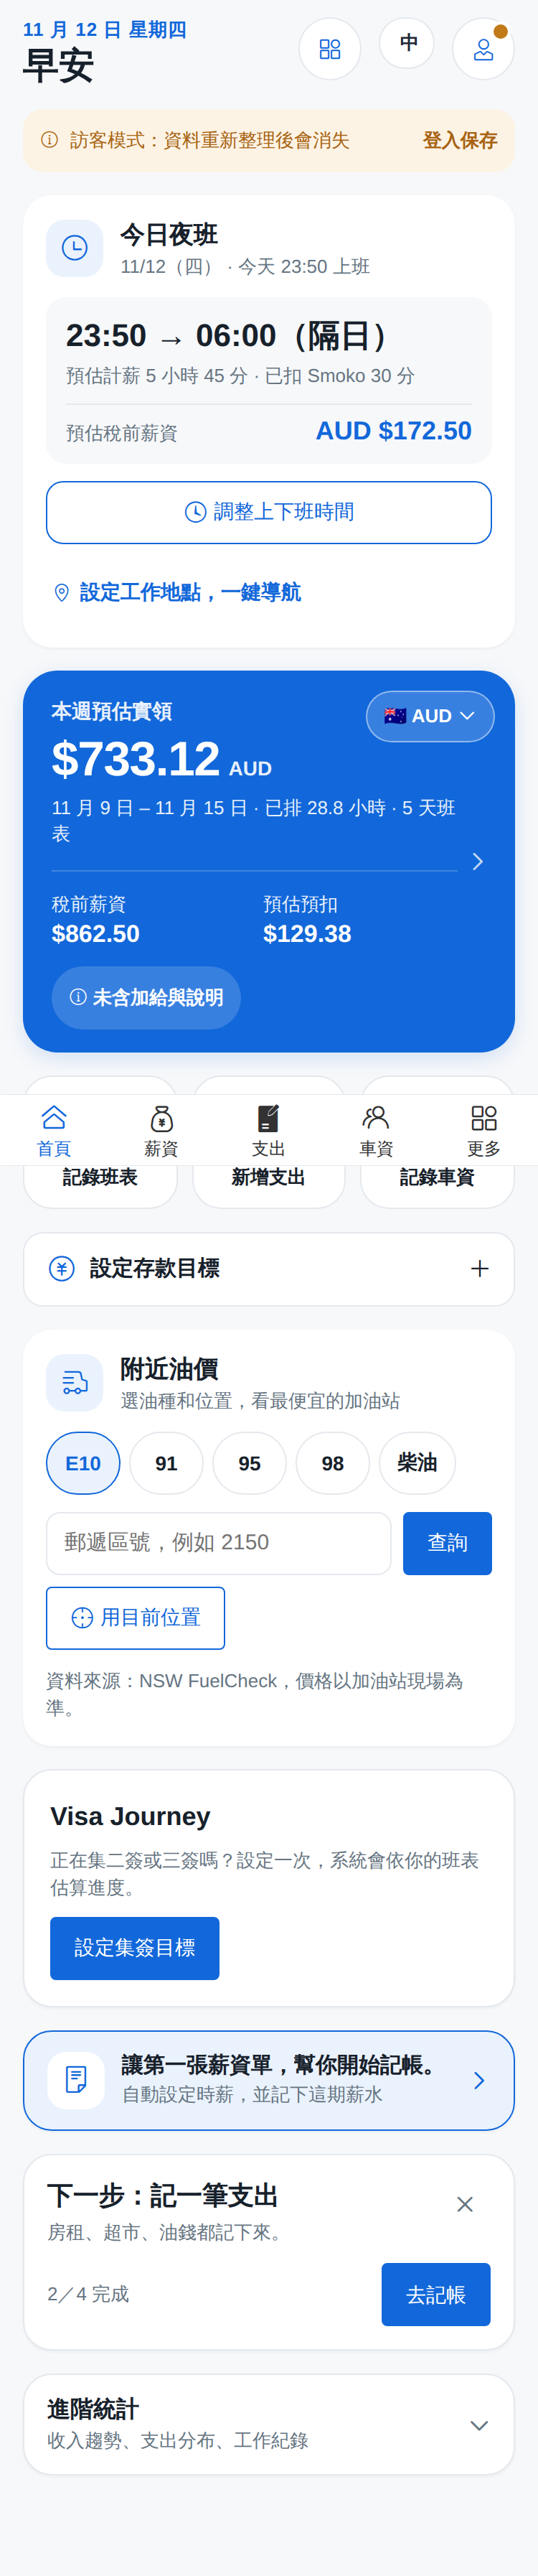 11 月 12 日 星期四
早安
中
訪客模式：資料重新整理後會消失
登入保存
今日夜班
11/12（四） · 今天 23:50 上班
23:50 → 06:00（隔日）
預估計薪 5 小時 45 分 · 已扣 Smoko 30 分
預估稅前薪資
AUD $172.50
調整上下班時間
設定工作地點，一鍵導航
本週預估實領
🇦🇺 AUD
$733.12 AUD
11 月 9 日 – 11 月 15 日 · 已排 28.8 小時 · 5 天班
表
稅前薪資
預估預扣
$862.50
$129.38
未含加給與說明
首頁
薪資
支出
車資
更多
記錄班表
新增支出
記錄車資
設定存款目標
附近油價
選油種和位置，看最便宜的加油站
E10
91
95
98
柴油
郵遞區號，例如 2150
查詢
用目前位置
資料來源：NSW FuelCheck，價格以加油站現場為
準。
Visa Journey
正在集二簽或三簽嗎？設定一次，系統會依你的班表
估算進度。
設定集簽目標
讓第一張薪資單，幫你開始記帳。
自動設定時薪，並記下這期薪水
下一步：記一筆支出
房租、超市、油錢都記下來。
2／4 完成
去記帳
進階統計
收入趨勢、支出分布、工作紀錄